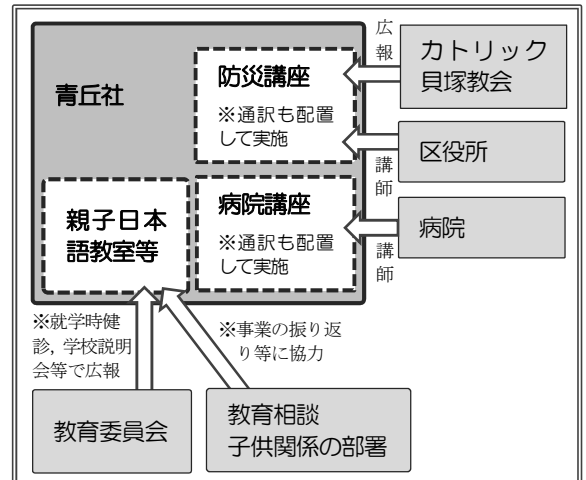 青丘社
防災講座
※通訳も配置
して実施
広
報
カトリック
貝塚教会
区役所
講
師
親子日本
語教室等
病院講座
※通訳も配置
して実施
病院
講
師
※就学時健
診，学校説明
会等で広報
※事業の振り返
り等に協力
教育委員会
教育相談
子供関係の部署